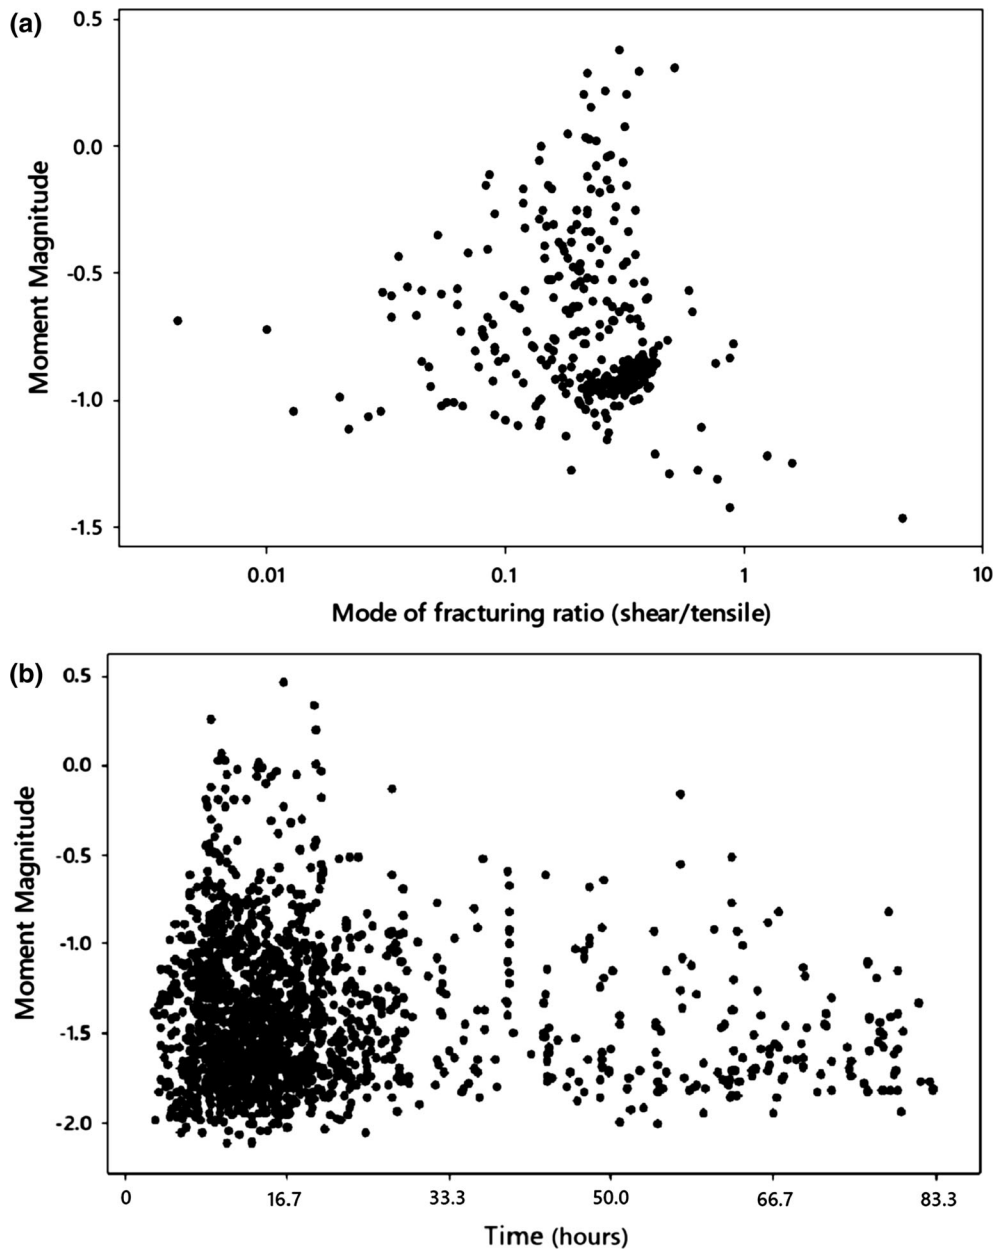 (a)
0.5
0.0
-0.5
-1.0
-1.5
Moment Magnitude
0.01 0.1 1 10
Mode of fracturing ratio (shear/tensile)
(b)
0.5
0.0
-0.5
-1.0
-1.5
-2.0
Moment Magnitude
0 16.7 33.3 50.0 66.7 83.3
Time (hours)